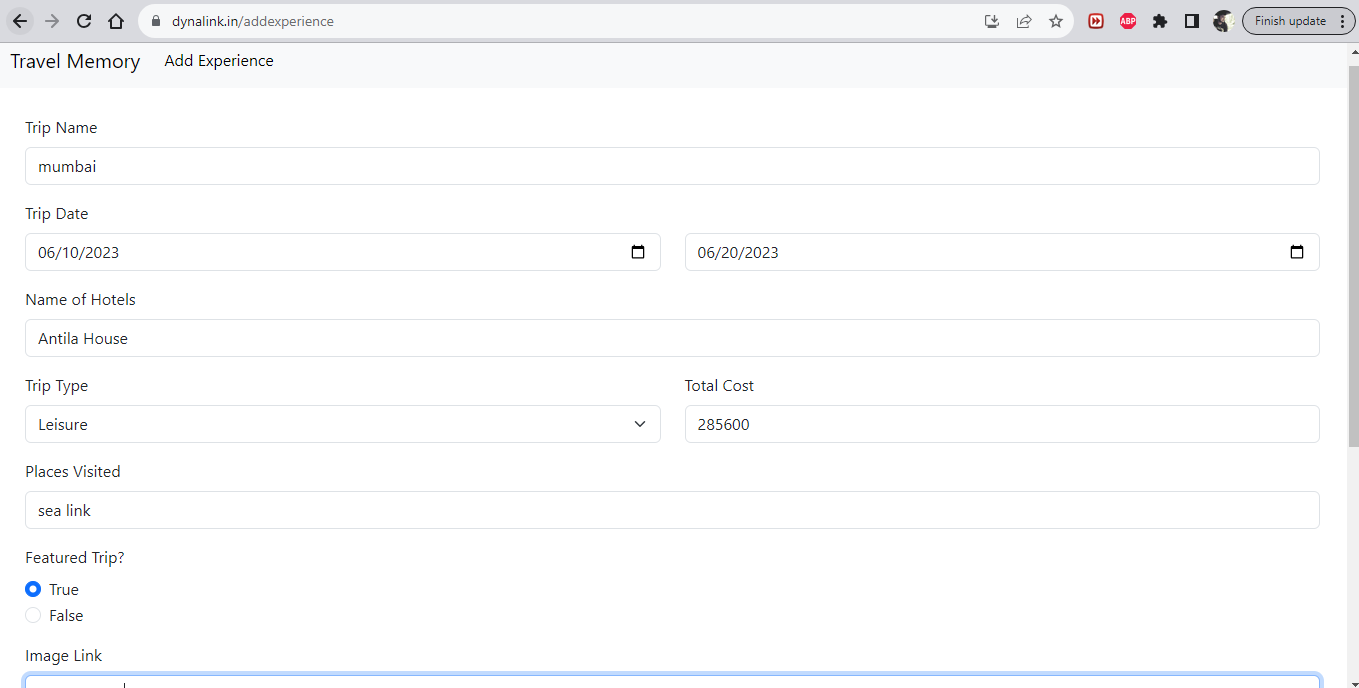 dynalink.in/addexperience
ABP
Finish update
Travel Memory Add Experience
Trip Name
mumbai
Trip Date
06/10/2023 06/20/2023
Name of Hotels
Antila House
Trip Type Total Cost
Leisure 285600
Places Visited
sea link
Featured Trip?
True
False
Image Link